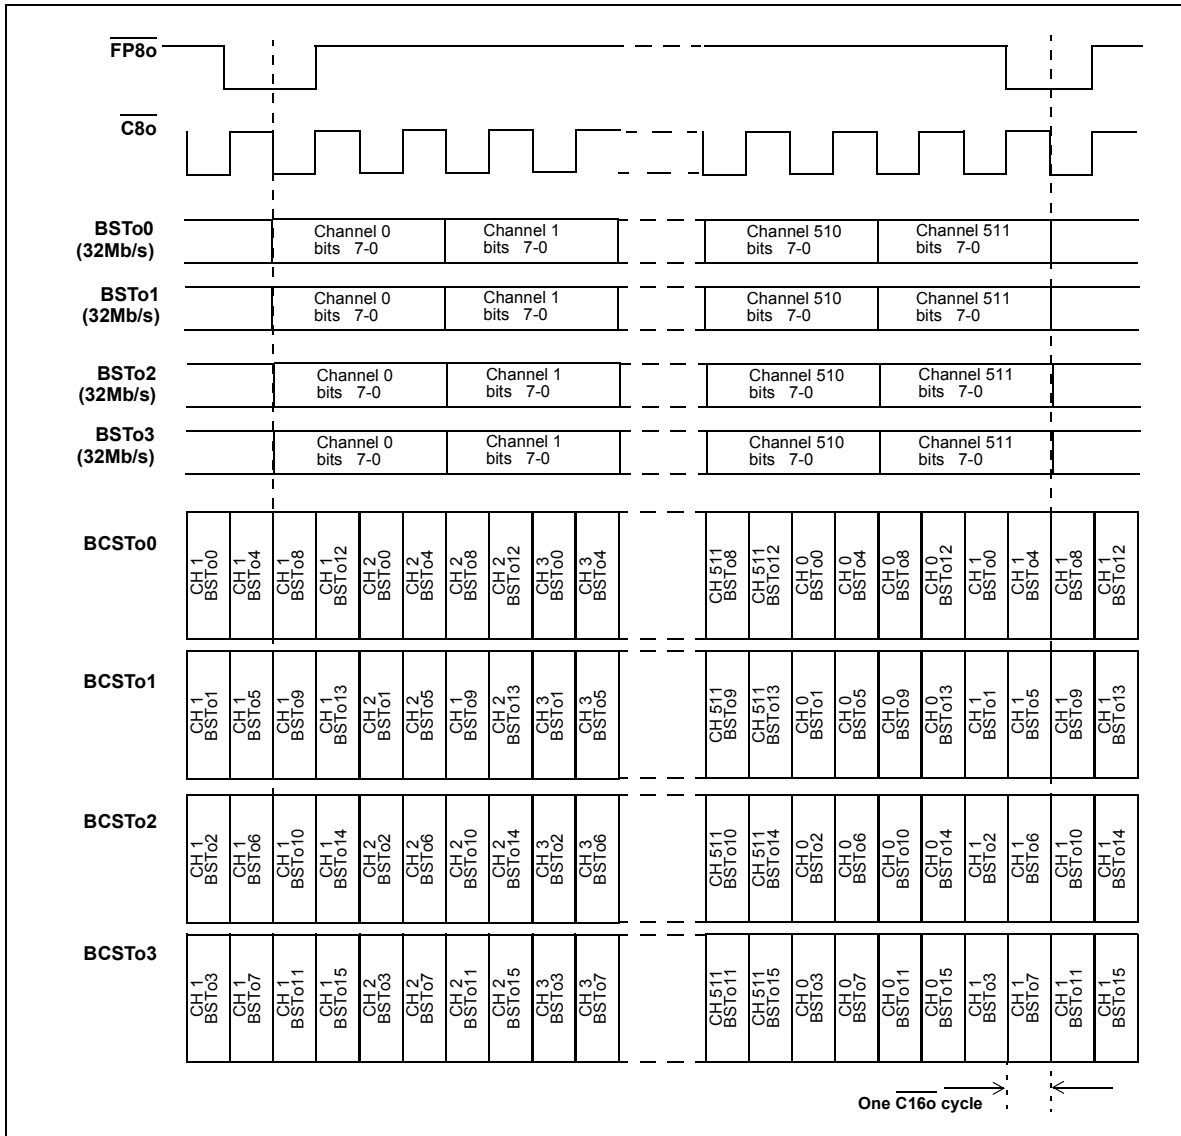 FP8o
C8o
BSTo0
(32Mb/s)
Channel 0
bits 7-0
Channel 1
bits 7-0
Channel 510
bits 7-0
Channel 511
bits 7-0
BSTo1
(32Mb/s)
Channel 0
bits 7-0
Channel 1
bits 7-0
Channel 510
bits 7-0
Channel 511
bits 7-0
BSTo2
(32Mb/s)
Channel 0
bits 7-0
Channel 1
bits 7-0
Channel 510
bits 7-0
Channel 511
bits 7-0
BSTo3
(32Mb/s)
Channel 0
bits 7-0
Channel 1
bits 7-0
Channel 510
bits 7-0
Channel 511
bits 7-0
BCSTo0
CH 1
BSTo0
CH 1
BSTo4
CH 1
BSTo8
CH 1
BSTo12
CH 2
BSTo0
CH 2
BSTo4
CH 2
BSTo8
CH 2
BSTo12
CH 3
BSTo0
CH 3
BSTo4
CH 511
BSTo8
CH 511
BSTo12
CH 0
BSTo0
CH 0
BSTo4
CH 0
BSTo8
CH 0
BSTo12
CH 1
BSTo0
CH 1
BSTo4
CH 1
BSTo8
CH 1
BSTo12
BCSTo1
CH 1
BSTo1
CH 1
BSTo5
CH 1
BSTo9
CH 1
BSTo13
CH 2
BSTo1
CH 2
BSTo5
CH 1
BSTo9
CH 2
BSTo13
CH 3
BSTo1
CH 3
BSTo5
CH 511
BSTo9
CH 511
BSTo13
CH 0
BSTo1
CH 0
BSTo5
CH 0
BSTo9
CH 0
BSTo13
CH 1
BSTo1
CH 1
BSTo5
CH 1
BSTo9
CH 1
BSTo13
BCSTo2
CH 1
BSTo2
CH 1
BSTo6
CH 1
BSTo10
CH 1
BSTo14
CH 2
BSTo2
CH 2
BSTo6
CH 2
BSTo10
CH 2
BSTo14
CH 3
BSTo2
CH 3
BSTo6
CH 511
BSTo10
CH 511
BSTo14
CH 0
BSTo2
CH 0
BSTo6
CH 0
BSTo10
CH 0
BSTo14
CH 1
BSTo2
CH 1
BSTo6
CH 1
BSTo10
CH 1
BSTo14
BCSTo3
CH 1
BSTo3
CH 1
BSTo7
CH 1
BSTo11
CH 1
BSTo15
CH 2
BSTo3
CH 2
BSTo7
CH 2
BSTo11
CH 2
BSTo15
CH 3
BSTo3
CH 3
BSTo7
CH 511
BSTo11
CH 511
BSTo15
CH 0
BSTo3
CH 0
BSTo7
CH 0
BSTo11
CH 0
BSTo15
CH 1
BSTo3
CH 1
BSTo7
CH 1
BSTo11
CH 1
BSTo15
One C16o cycle